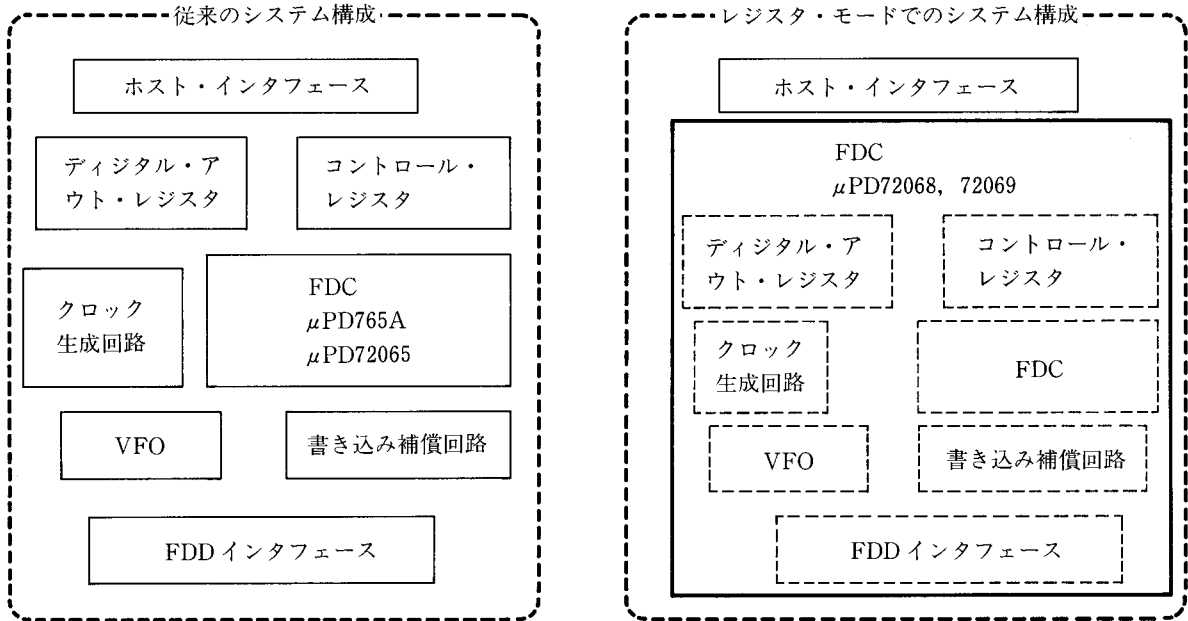 従来のシステム構成
ホスト・インタフェース
ディジタル・ア
ウト・レジスタ
コントロール・
レジスタ
クロック
生成回路
FDC
μPD765A
μPD72065
VFO
書き込み補償回路
FDDインタフェース
レジスタ・モードでのシステム構成
ホスト・インタフェース
FDC
μPD72068, 72069
ディジタル・ア
ウト・レジスタ
コントロール・
レジスタ
クロック
生成回路
FDC
VFO
書き込み補償回路
FDDインタフェース